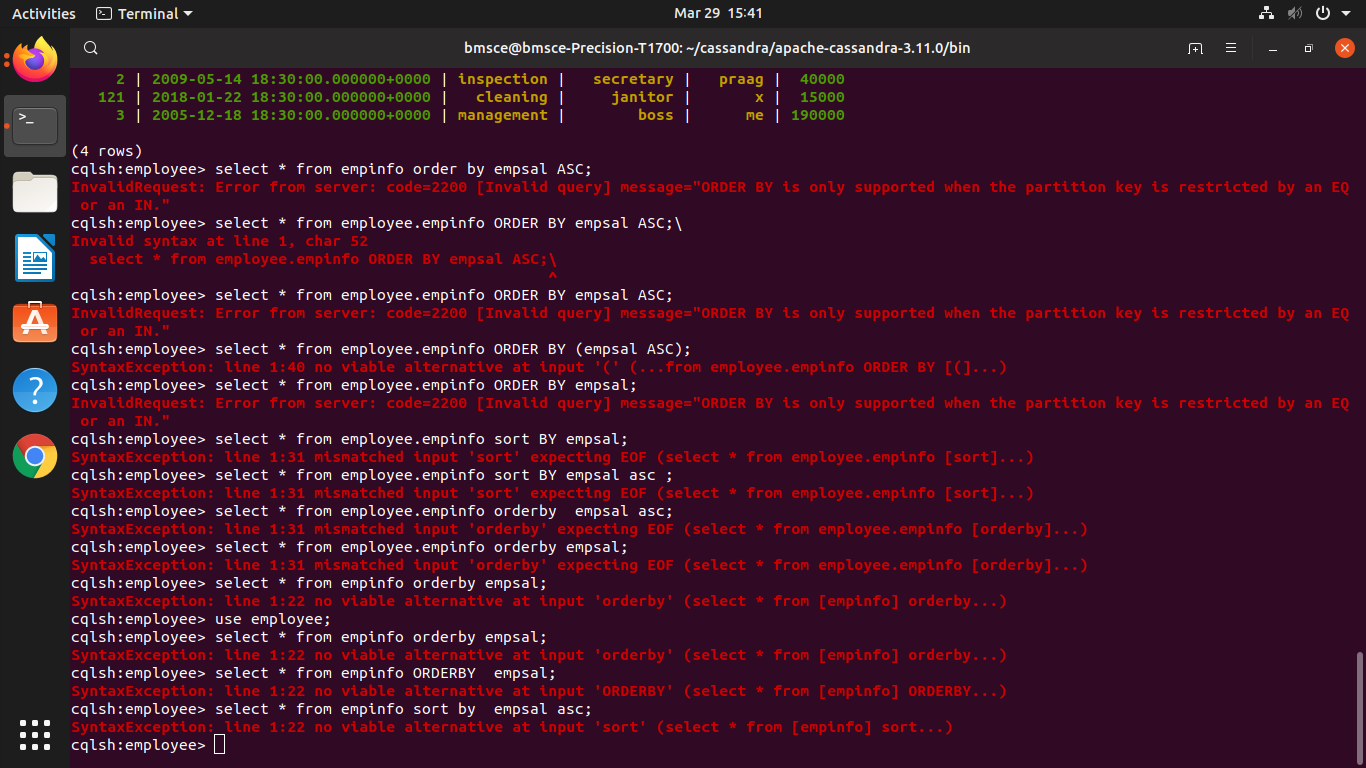 Activities Terminal Mar 29 15:41
bmsce@bmsce-Precision-T1700: ~/cassandra/apache-cassandra-3.11.0/bin
2 | 2009-05-14 18:30:00.000000+0000 | inspection | secretary | praag | 40000
121 | 2018-01-22 18:30:00.000000+0000 | cleaning | janitor | x | 15000
3 | 2005-12-18 18:30:00.000000+0000 | management | boss | me | 190000
(4 rows)
cqlsh:employee> select * from empinfo order by empsal ASC;
InvalidRequest: Error from server: code=2200 [Invalid query] message="ORDER BY is only supported when the partition key is restricted by an EQ
or an IN."
cqlsh:employee> select * from employee.empinfo ORDER BY empsal ASC;\
Invalid syntax at line 1, char 52
select * from employee.empinfo ORDER BY empsal ASC;\
^
cqlsh:employee> select * from employee.empinfo ORDER BY empsal ASC;
InvalidRequest: Error from server: code=2200 [Invalid query] message="ORDER BY is only supported when the partition key is restricted by an EQ
or an IN."
cqlsh:employee> select * from employee.empinfo ORDER BY (empsal ASC);
SyntaxException: line 1:40 no viable alternative at input '(' (...from employee.empinfo ORDER BY [(]...)
cqlsh:employee> select * from employee.empinfo ORDER BY empsal;
InvalidRequest: Error from server: code=2200 [Invalid query] message="ORDER BY is only supported when the partition key is restricted by an EQ
or an IN."
cqlsh:employee> select * from employee.empinfo sort BY empsal;
SyntaxException: line 1:31 mismatched input 'sort' expecting EOF (select * from employee.empinfo [sort]...)
cqlsh:employee> select * from employee.empinfo sort BY empsal asc ;
SyntaxException: line 1:31 mismatched input 'sort' expecting EOF (select * from employee.empinfo [sort]...)
cqlsh:employee> select * from employee.empinfo orderby  empsal asc;
SyntaxException: line 1:31 mismatched input 'orderby' expecting EOF (select * from employee.empinfo [orderby]...)
cqlsh:employee> select * from employee.empinfo orderby empsal;
SyntaxException: line 1:31 mismatched input 'orderby' expecting EOF (select * from employee.empinfo [orderby]...)
cqlsh:employee> select * from empinfo orderby empsal;
SyntaxException: line 1:22 no viable alternative at input 'orderby' (select * from [empinfo] orderby...)
cqlsh:employee> use employee;
cqlsh:employee> select * from empinfo orderby empsal;
SyntaxException: line 1:22 no viable alternative at input 'orderby' (select * from [empinfo] orderby...)
cqlsh:employee> select * from empinfo ORDERBY  empsal;
SyntaxException: line 1:22 no viable alternative at input 'ORDERBY' (select * from [empinfo] ORDERBY...)
cqlsh:employee> select * from empinfo sort by  empsal asc;
SyntaxException: line 1:22 no viable alternative at input 'sort' (select * from [empinfo] sort...)
cqlsh:employee>